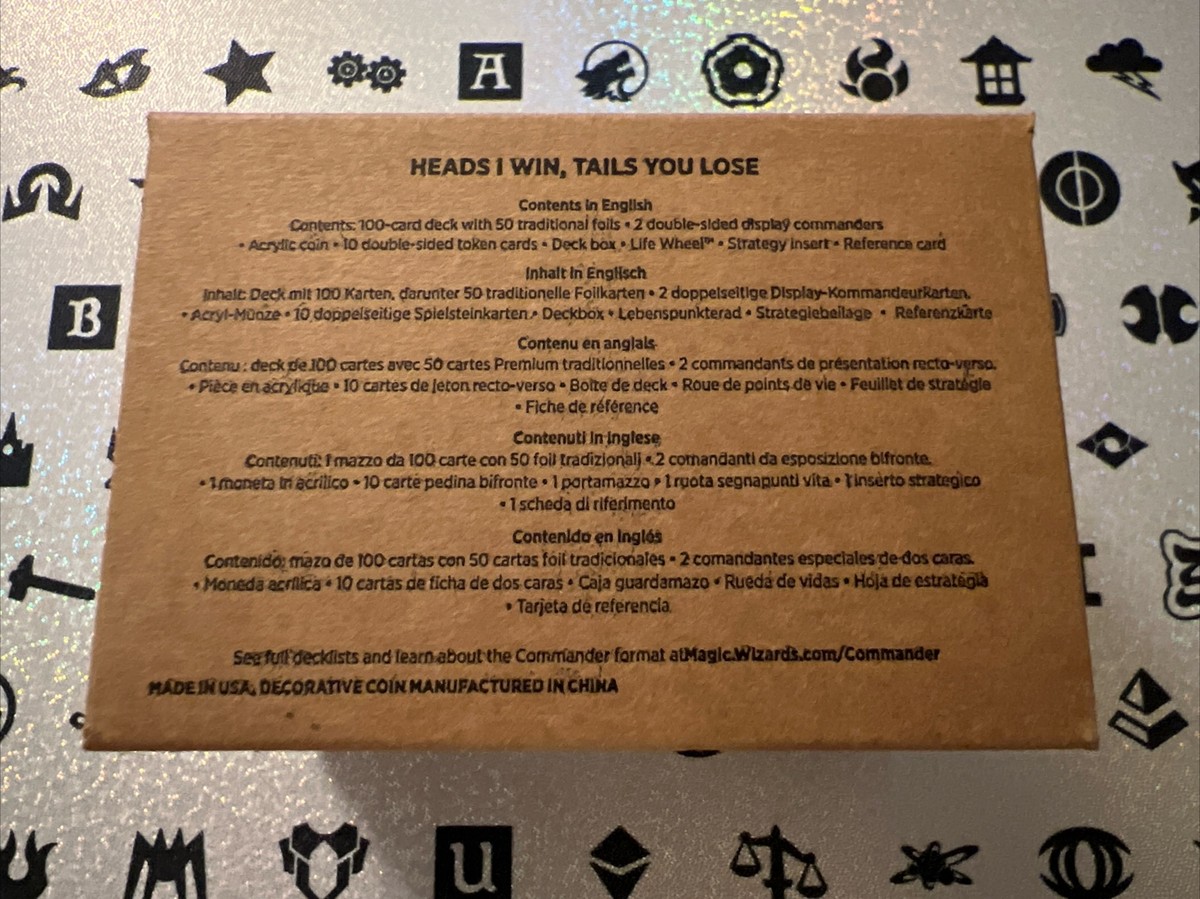 A
B
HEADS I WIN, TAILS YOU LOSE
Contents in English
Contents: 100-card deck with 50 traditional foils • 2 double-sided display commanders
• Acrylic coin • 10 double-sided token cards • Deck box • Life Wheel™ • Strategy insert • Reference card
Inhalt in Englisch
Inhalt: Deck mit 100 Karten, darunter 50 traditionelle Foilkarten • 2 doppelseitige Display-Kommandeurkarten.
• Acryl-Münze • 10 doppelseitige Spielsteinkarten • Deckbox • Lebenspunkterad • Strategiebeilage • Referenzkarte
Contenu en anglais
Contenu : deck de 100 cartes avec 50 cartes Premium traditionnelles • 2 commandants de présentation recto-verso.
• Pièce en acrylique • 10 cartes de jeton recto-verso • Boîte de deck • Roue de points de vie • Feuillet de stratégie
• Fiche de référence
Contenuti in inglese
Contenuti: 1 mazzo da 100 carte con 50 foil tradizionali • 2 comandanti da esposizione bifronte.
• 1 moneta in acrilico • 10 carte pedina bifronte • 1 portamazzo • 1 ruota segnapunti vita • 1 inserto strategico
• 1 scheda di riferimento
Contenido en inglés
Contenido: mazo de 100 cartas con 50 cartas foil tradicionales • 2 comandantes especiales de dos caras.
• Moneda acrílica • 10 cartas de ficha de dos caras • Caja guardamazo • Rueda de vidas • Hoja de estrategia
• Tarjeta de referencia
See full decklists and learn about the Commander format at Magic.Wizards.com/Commander
MADE IN USA, DECORATIVE COIN MANUFACTURED IN CHINA
u